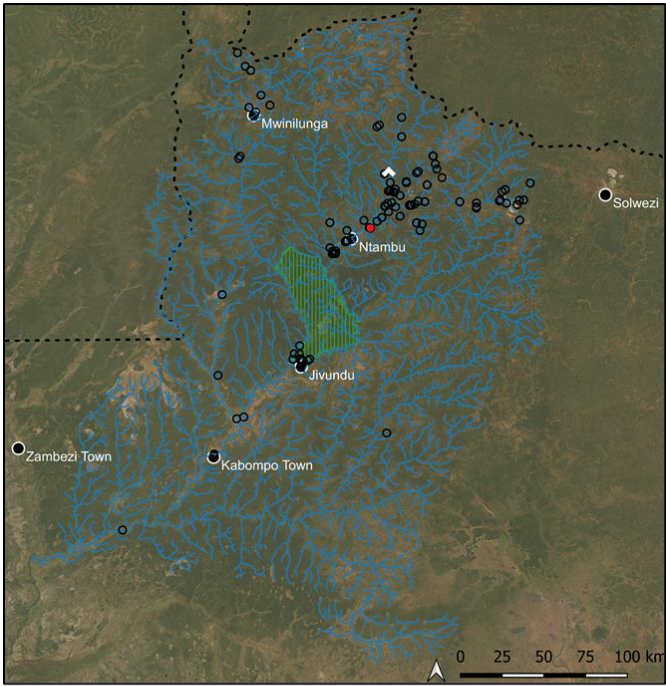 Mwinilunga
Solwezi
Ntambu
Jivundu
Zambezi Town
Kabompo Town
0 25 50 75 100 km